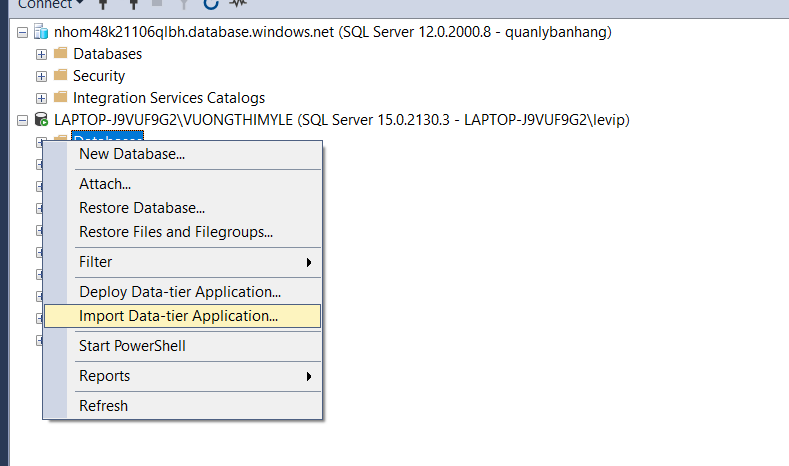 Connect
nhom48k21106qlbh.database.windows.net (SQL Server 12.0.2000.8 - quanlybanhang)
Databases
Security
Integration Services Catalogs
LAPTOP-J9VUF9G2\VUONGTHIMYLE (SQL Server 15.0.2130.3 - LAPTOP-J9VUF9G2\levip)
Databases
New Database...
Attach...
Restore Database...
Restore Files and Filegroups...
Filter
Deploy Data-tier Application...
Import Data-tier Application...
Start PowerShell
Reports
Refresh